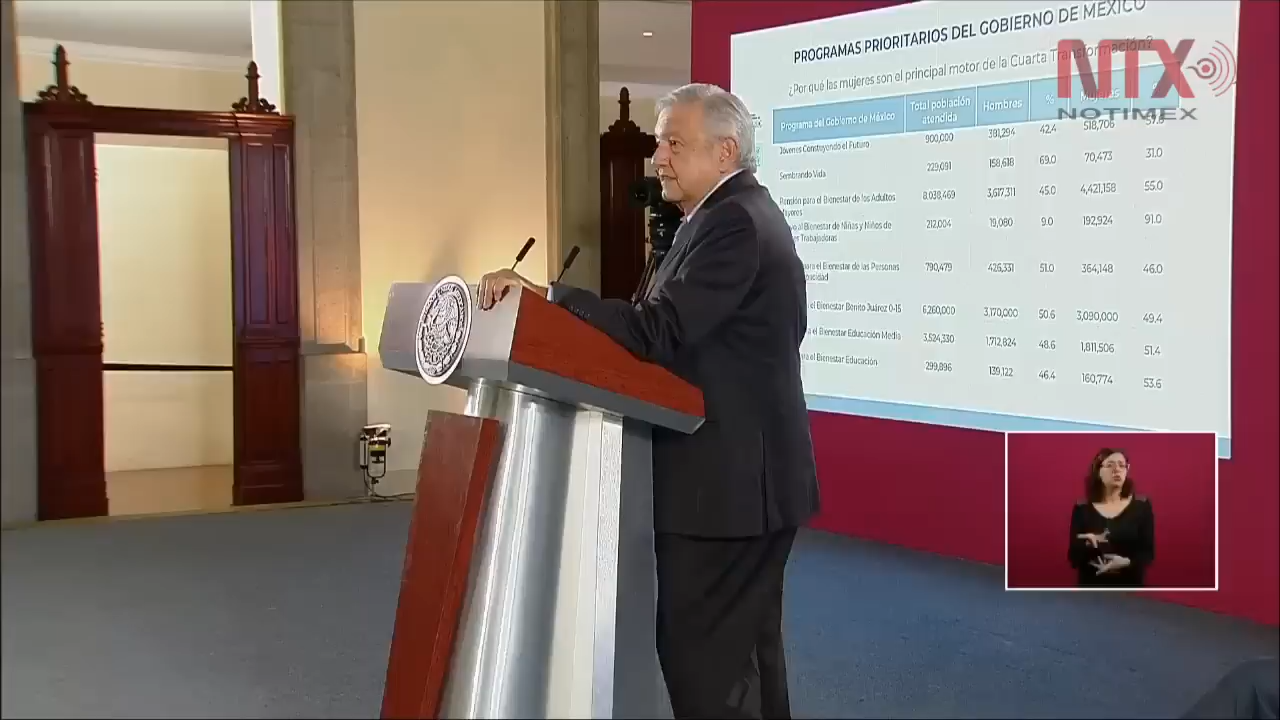 PROGRAMAS PRIORITARIOS DEL GOBIERNO DE MÉXICO
¿Por qué las mujeres son el principal motor de la Cuarta Transformación?
NTX
NOTIMEX
Programa del Gobierno de México Total población atendida Hombres % Mujeres
Jóvenes Construyendo el Futuro 900,000 381,294 42.4 518,706
Sembrando Vida 229,091 158,618 69.0 70,473 31.0
Pensión para el Bienestar de los Adultos 8,038,469 3,617,311 45.0 4,421,158 55.0
al Bienestar de Niñas y Niños de 212,004 19,080 9.0 192,924 91.0
Trabajadoras
para el Bienestar de las Personas 790,479 426,331 51.0 364,148 46.0
el Bienestar Benito Juárez 0-15 6,260,000 3,170,000 50.6 3,090,000 49.4
el Bienestar Educación Media 3,524,330 1,712,824 48.6 1,811,506 51.4
para el Bienestar Educación 299,896 139,122 46.4 160,774 53.6